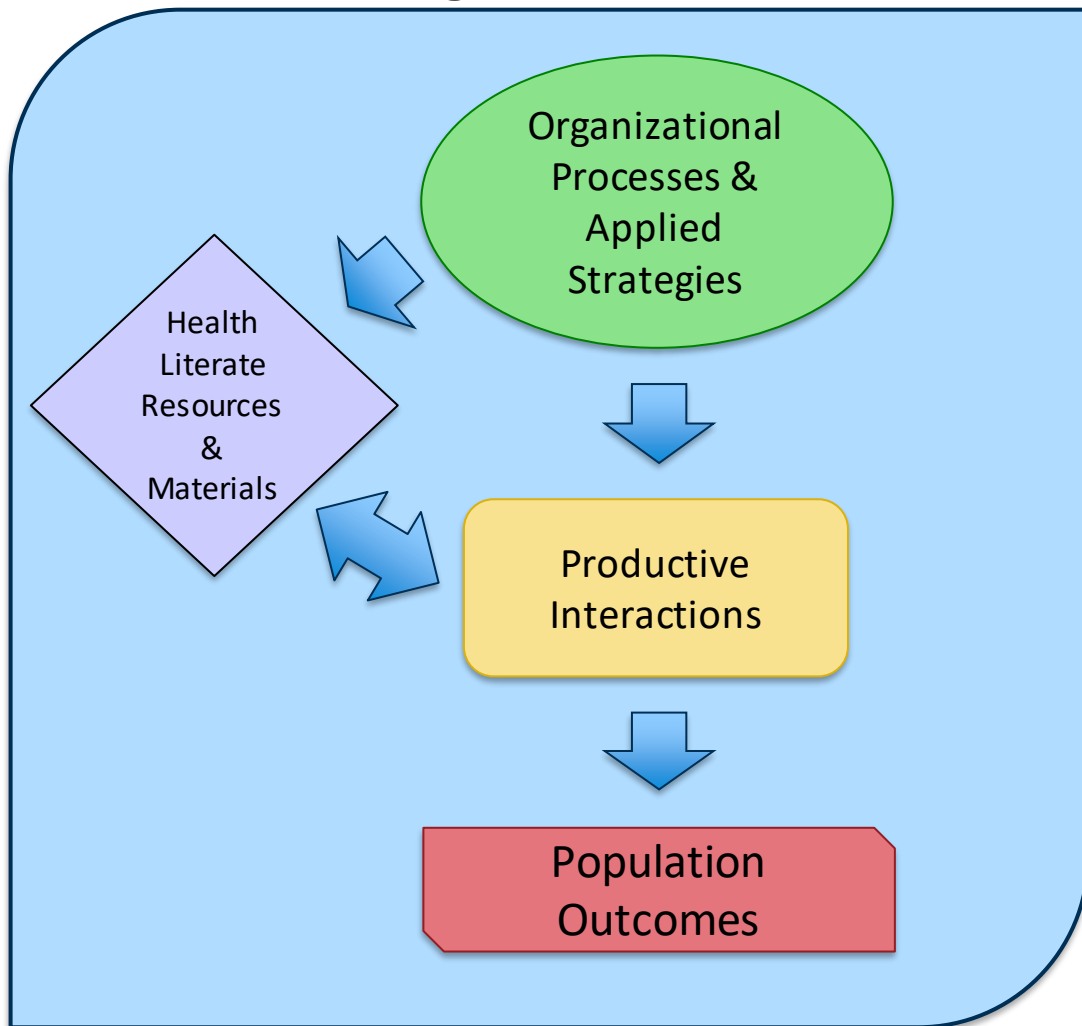 Organizational
Processes &
Applied
Strategies
Health
Literate
Resources
&
Materials
Productive
Interactions
Population
Outcomes